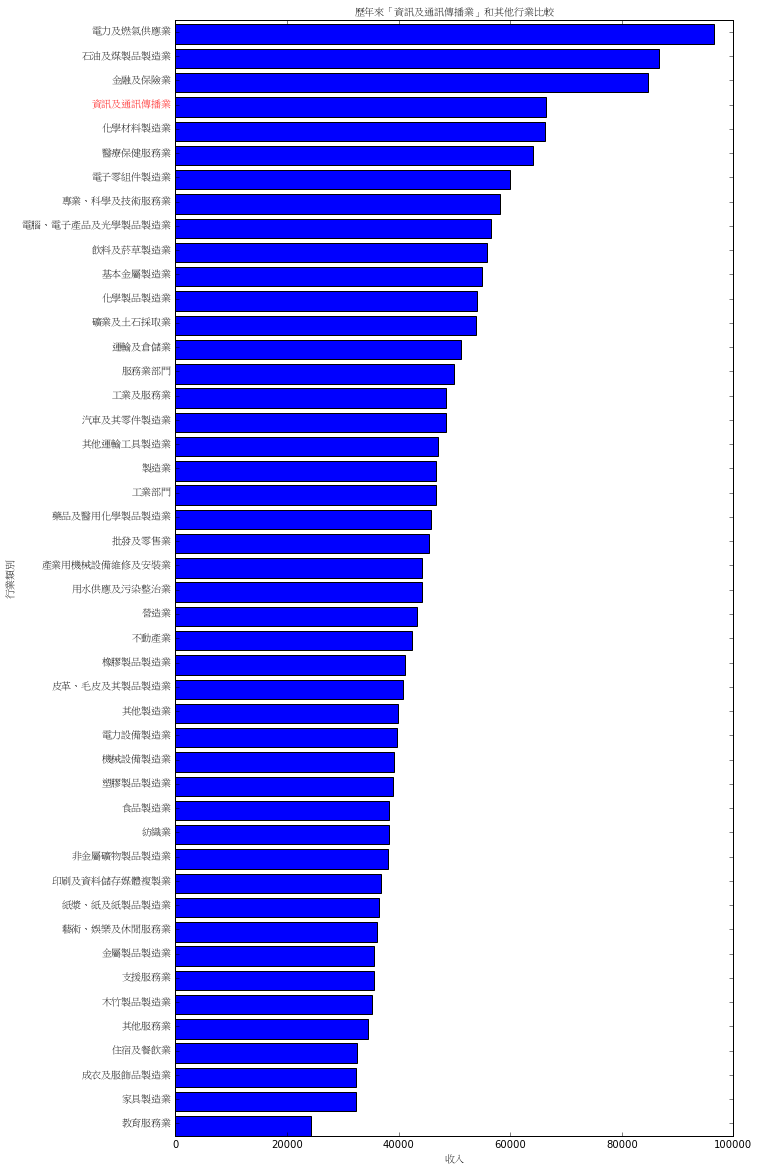 歷年來「資訊及通訊傳播業」和其他行業比較
電力及燃氣供應業
石油及煤製品製造業
金融及保險業
資訊及通訊傳播業
化學材料製造業
醫療保健服務業
電子零組件製造業
專業、科學及技術服務業
電腦、電子產品及光學製品製造業
飲料及菸草製造業
基本金屬製造業
化學製品製造業
礦業及土石採取業
運輸及倉儲業
服務業部門
工業及服務業
汽車及其零件製造業
其他運輸工具製造業
製造業
工業部門
藥品及醫用化學製品製造業
批發及零售業
產業用機械設備維修及安裝業
用水供應及污染整治業
營造業
不動產業
橡膠製品製造業
皮革、毛皮及其製品製造業
其他製造業
電力設備製造業
機械設備製造業
塑膠製品製造業
食品製造業
紡織業
非金屬礦物製品製造業
印刷及資料儲存媒體複製業
紙漿、紙及紙製品製造業
藝術、娛樂及休閒服務業
金屬製品製造業
支援服務業
木竹製品製造業
其他服務業
住宿及餐飲業
成衣及服飾品製造業
家具製造業
教育服務業
行業類別
0 20000 40000 60000 80000 100000
收入